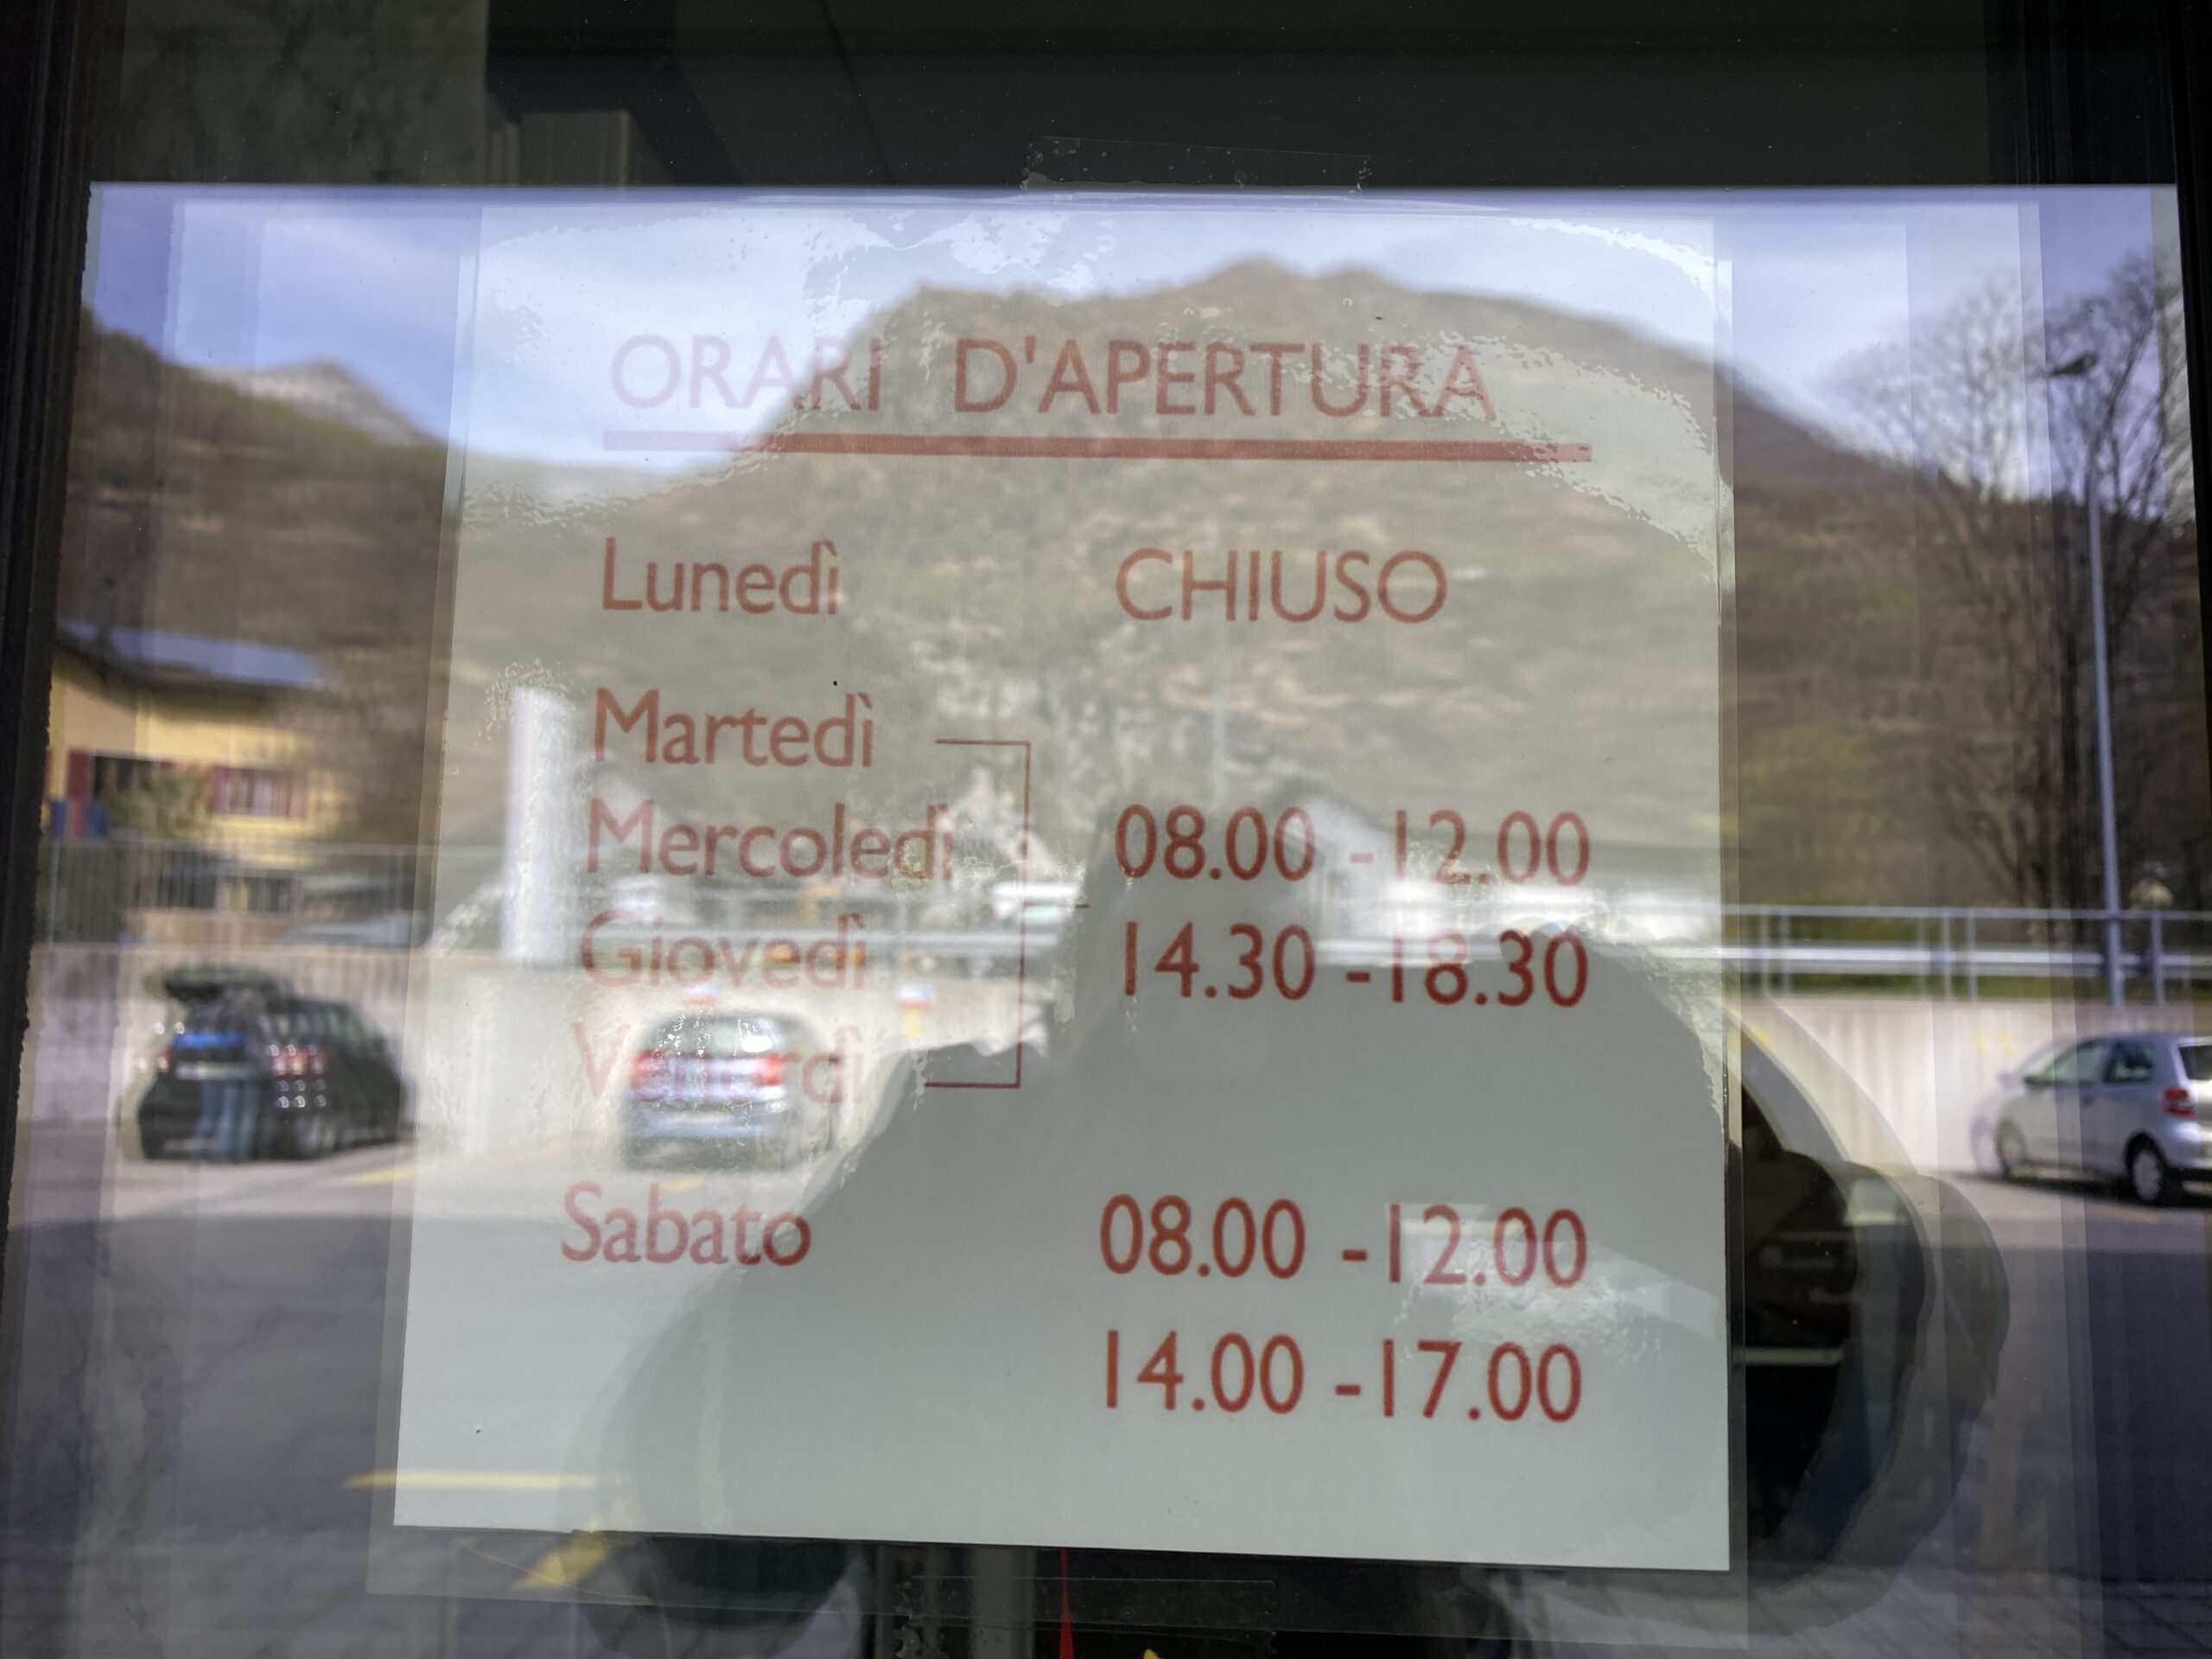 ORARI D'APERTURA
Lunedì CHIUSO
Martedì
Mercoledì 08.00 - 12.00
Giovedì 14.30 - 18.30
Venerdì
Sabato 08.00 - 12.00
14.00 - 17.00